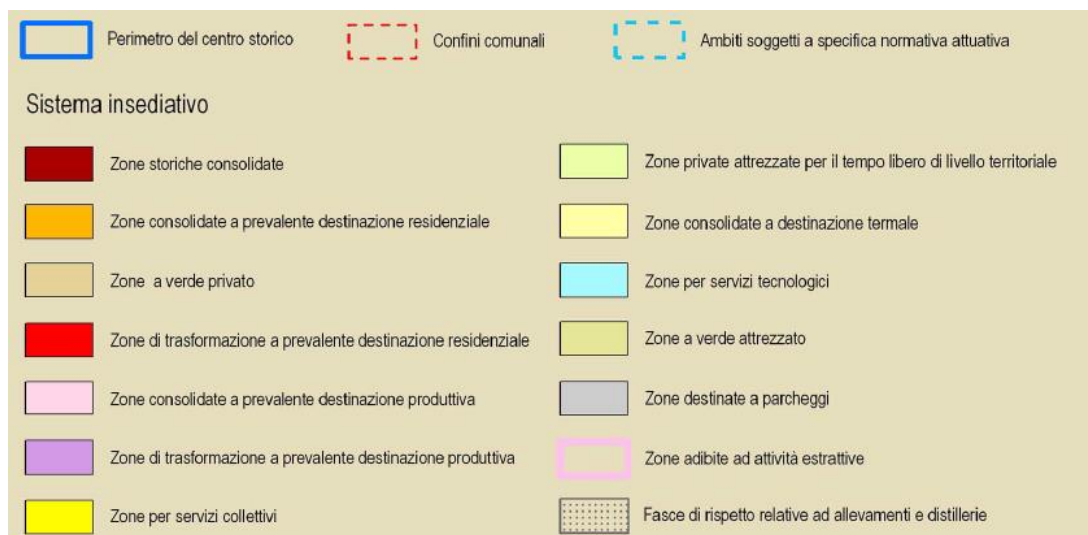 Perimetro del centro storico
Confini comunali
Ambiti soggetti a specifica normativa attuativa
Sistema insediativo
Zone storiche consolidate
Zone consolidate a prevalente destinazione residenziale
Zone a verde privato
Zone di trasformazione a prevalente destinazione residenziale
Zone consolidate a prevalente destinazione produttiva
Zone di trasformazione a prevalente destinazione produttiva
Zone per servizi collettivi
Zone private attrezzate per il tempo libero di livello territoriale
Zone consolidate a destinazione termale
Zone per servizi tecnologici
Zone a verde attrezzato
Zone destinate a parcheggi
Zone adibite ad attività estrattive
Fasce di rispetto relative ad allevamenti e distillerie